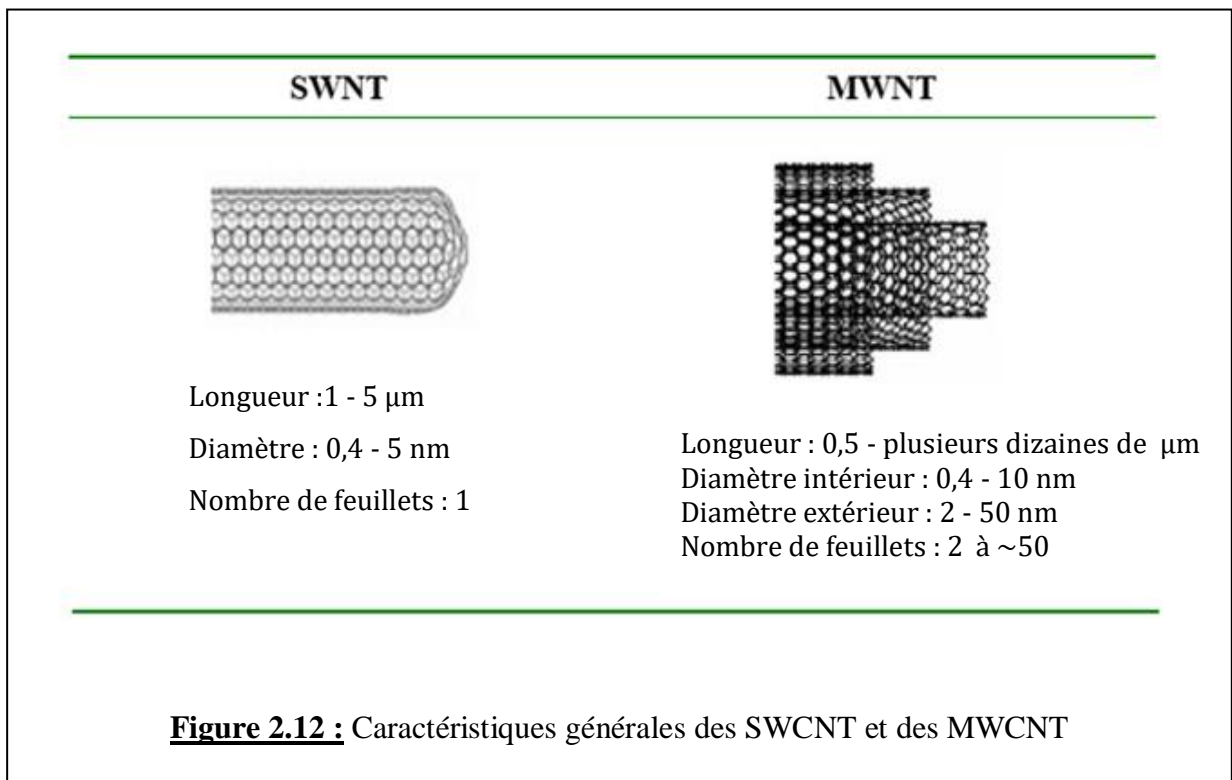 SWNT MWNT
Longueur :1 - 5 µm
Diamètre : 0,4 - 5 nm
Nombre de feuillets : 1
Longueur : 0,5 - plusieurs dizaines de µm
Diamètre intérieur : 0,4 - 10 nm
Diamètre extérieur : 2 - 50 nm
Nombre de feuillets : 2 à ~50
Figure 2.12 : Caractéristiques générales des SWCNT et des MWCNT